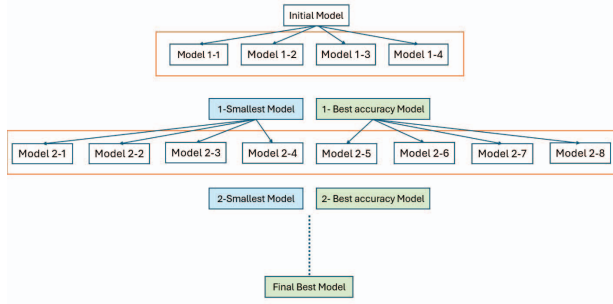 Initial Model
Model 1-1 Model 1-2 Model 1-3 Model 1-4
1-Smallest Model 1- Best accuracy Model
Model 2-1 Model 2-2 Model 2-3 Model 2-4 Model 2-5 Model 2-6 Model 2-7 Model 2-8
2-Smallest Model 2- Best accuracy Model
Final Best Model